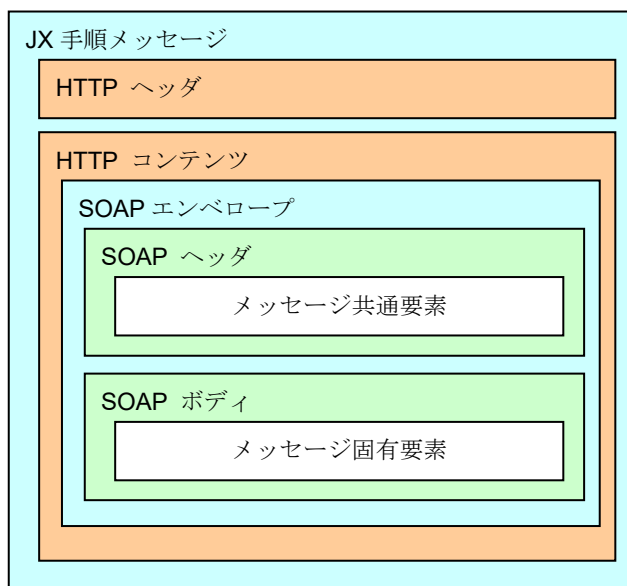 JX 手順メッセージ
HTTP ヘッダ
HTTP コンテンツ
SOAP エンベロープ
SOAP ヘッダ
メッセージ共通要素
SOAP ボディ
メッセージ固有要素